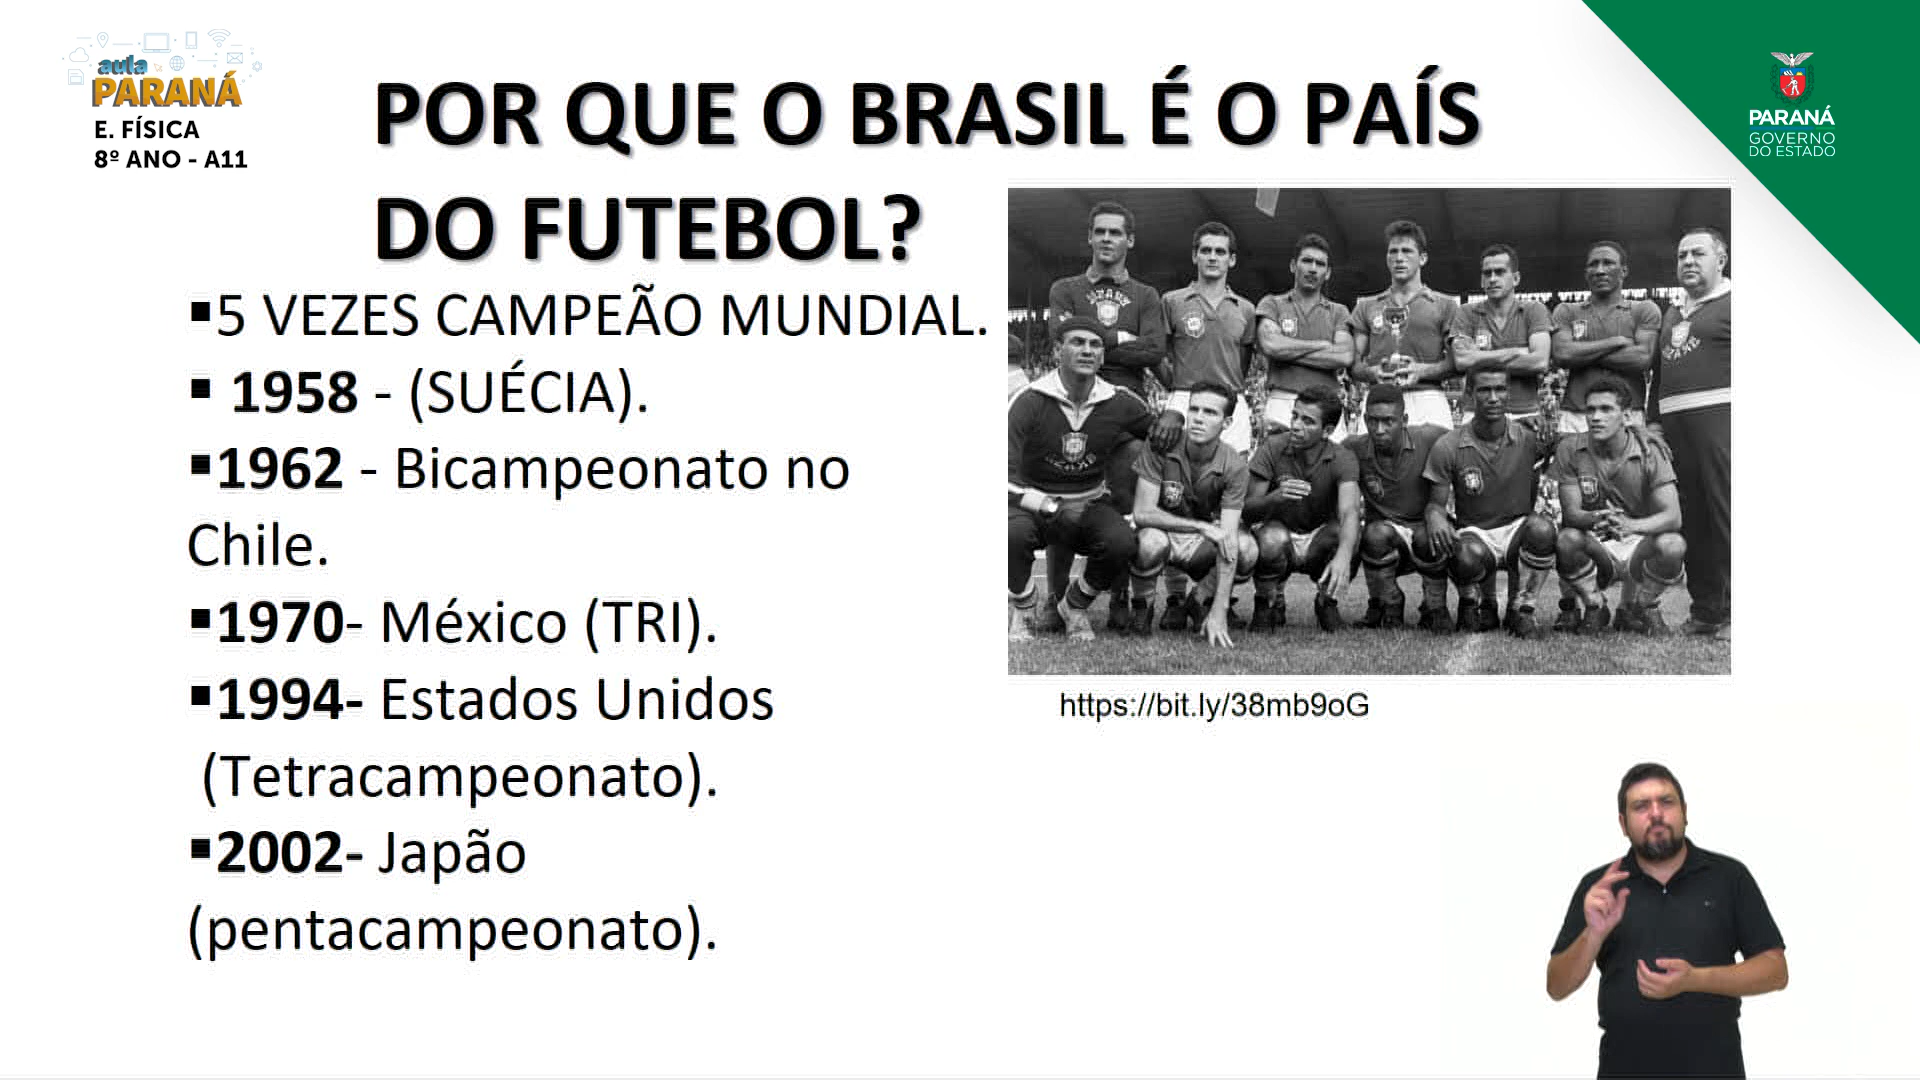 aula
PARANÁ
E. FÍSICA
8º ANO - A11
POR QUE O BRASIL É O PAÍS
DO FUTEBOL?
PARANÁ
GOVERNO
DO ESTADO
▪5 VEZES CAMPEÃO MUNDIAL.
▪ 1958 - (SUÉCIA).
▪1962 - Bicampeonato no
Chile.
▪1970- México (TRI).
▪1994- Estados Unidos
(Tetracampeonato).
▪2002- Japão
(pentacampeonato).
https://bit.ly/38mb9oG